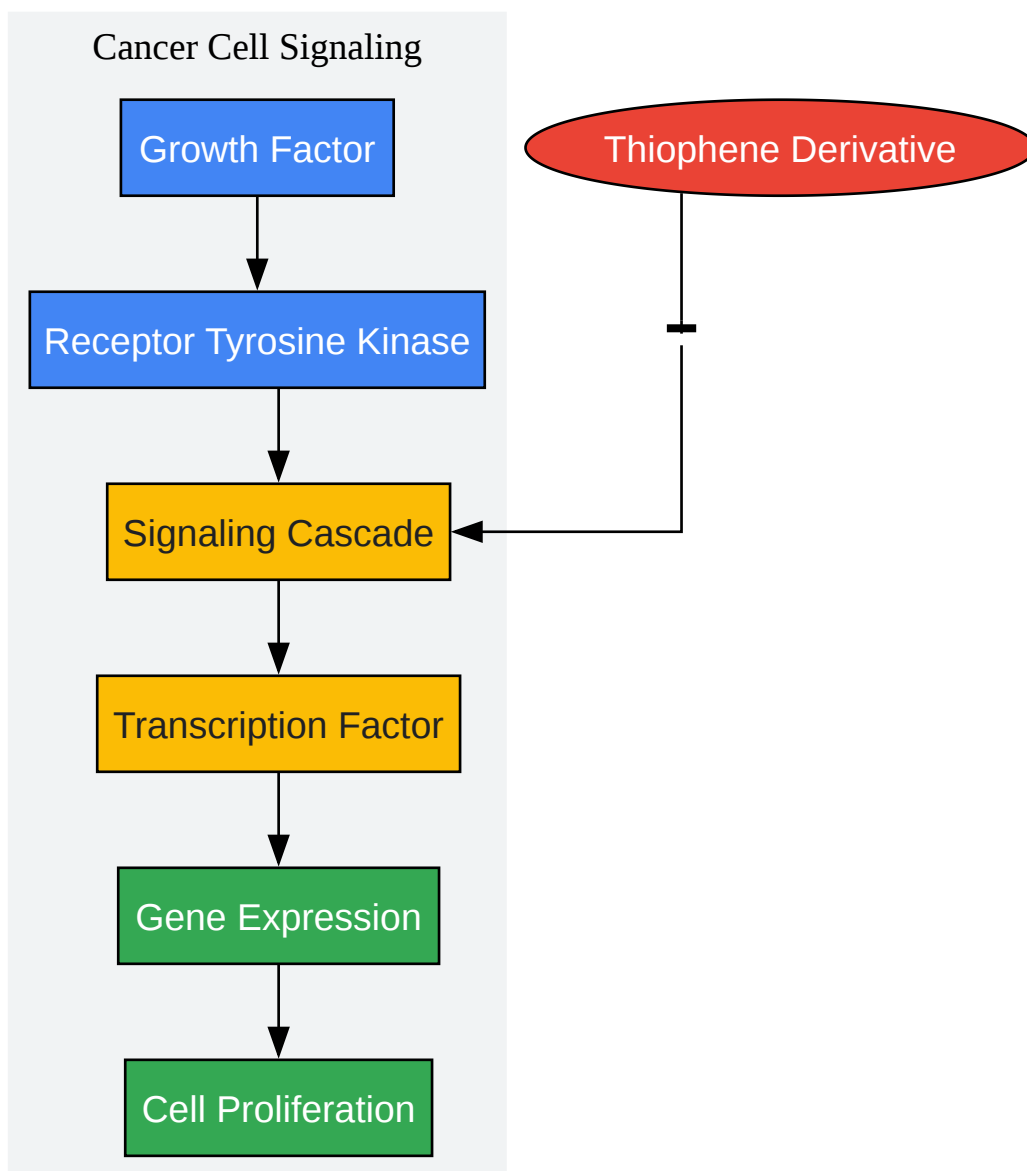 Cancer Cell Signaling
Growth Factor
Thiophene Derivative
Receptor Tyrosine Kinase
Signaling Cascade
Transcription Factor
Gene Expression
Cell Proliferation